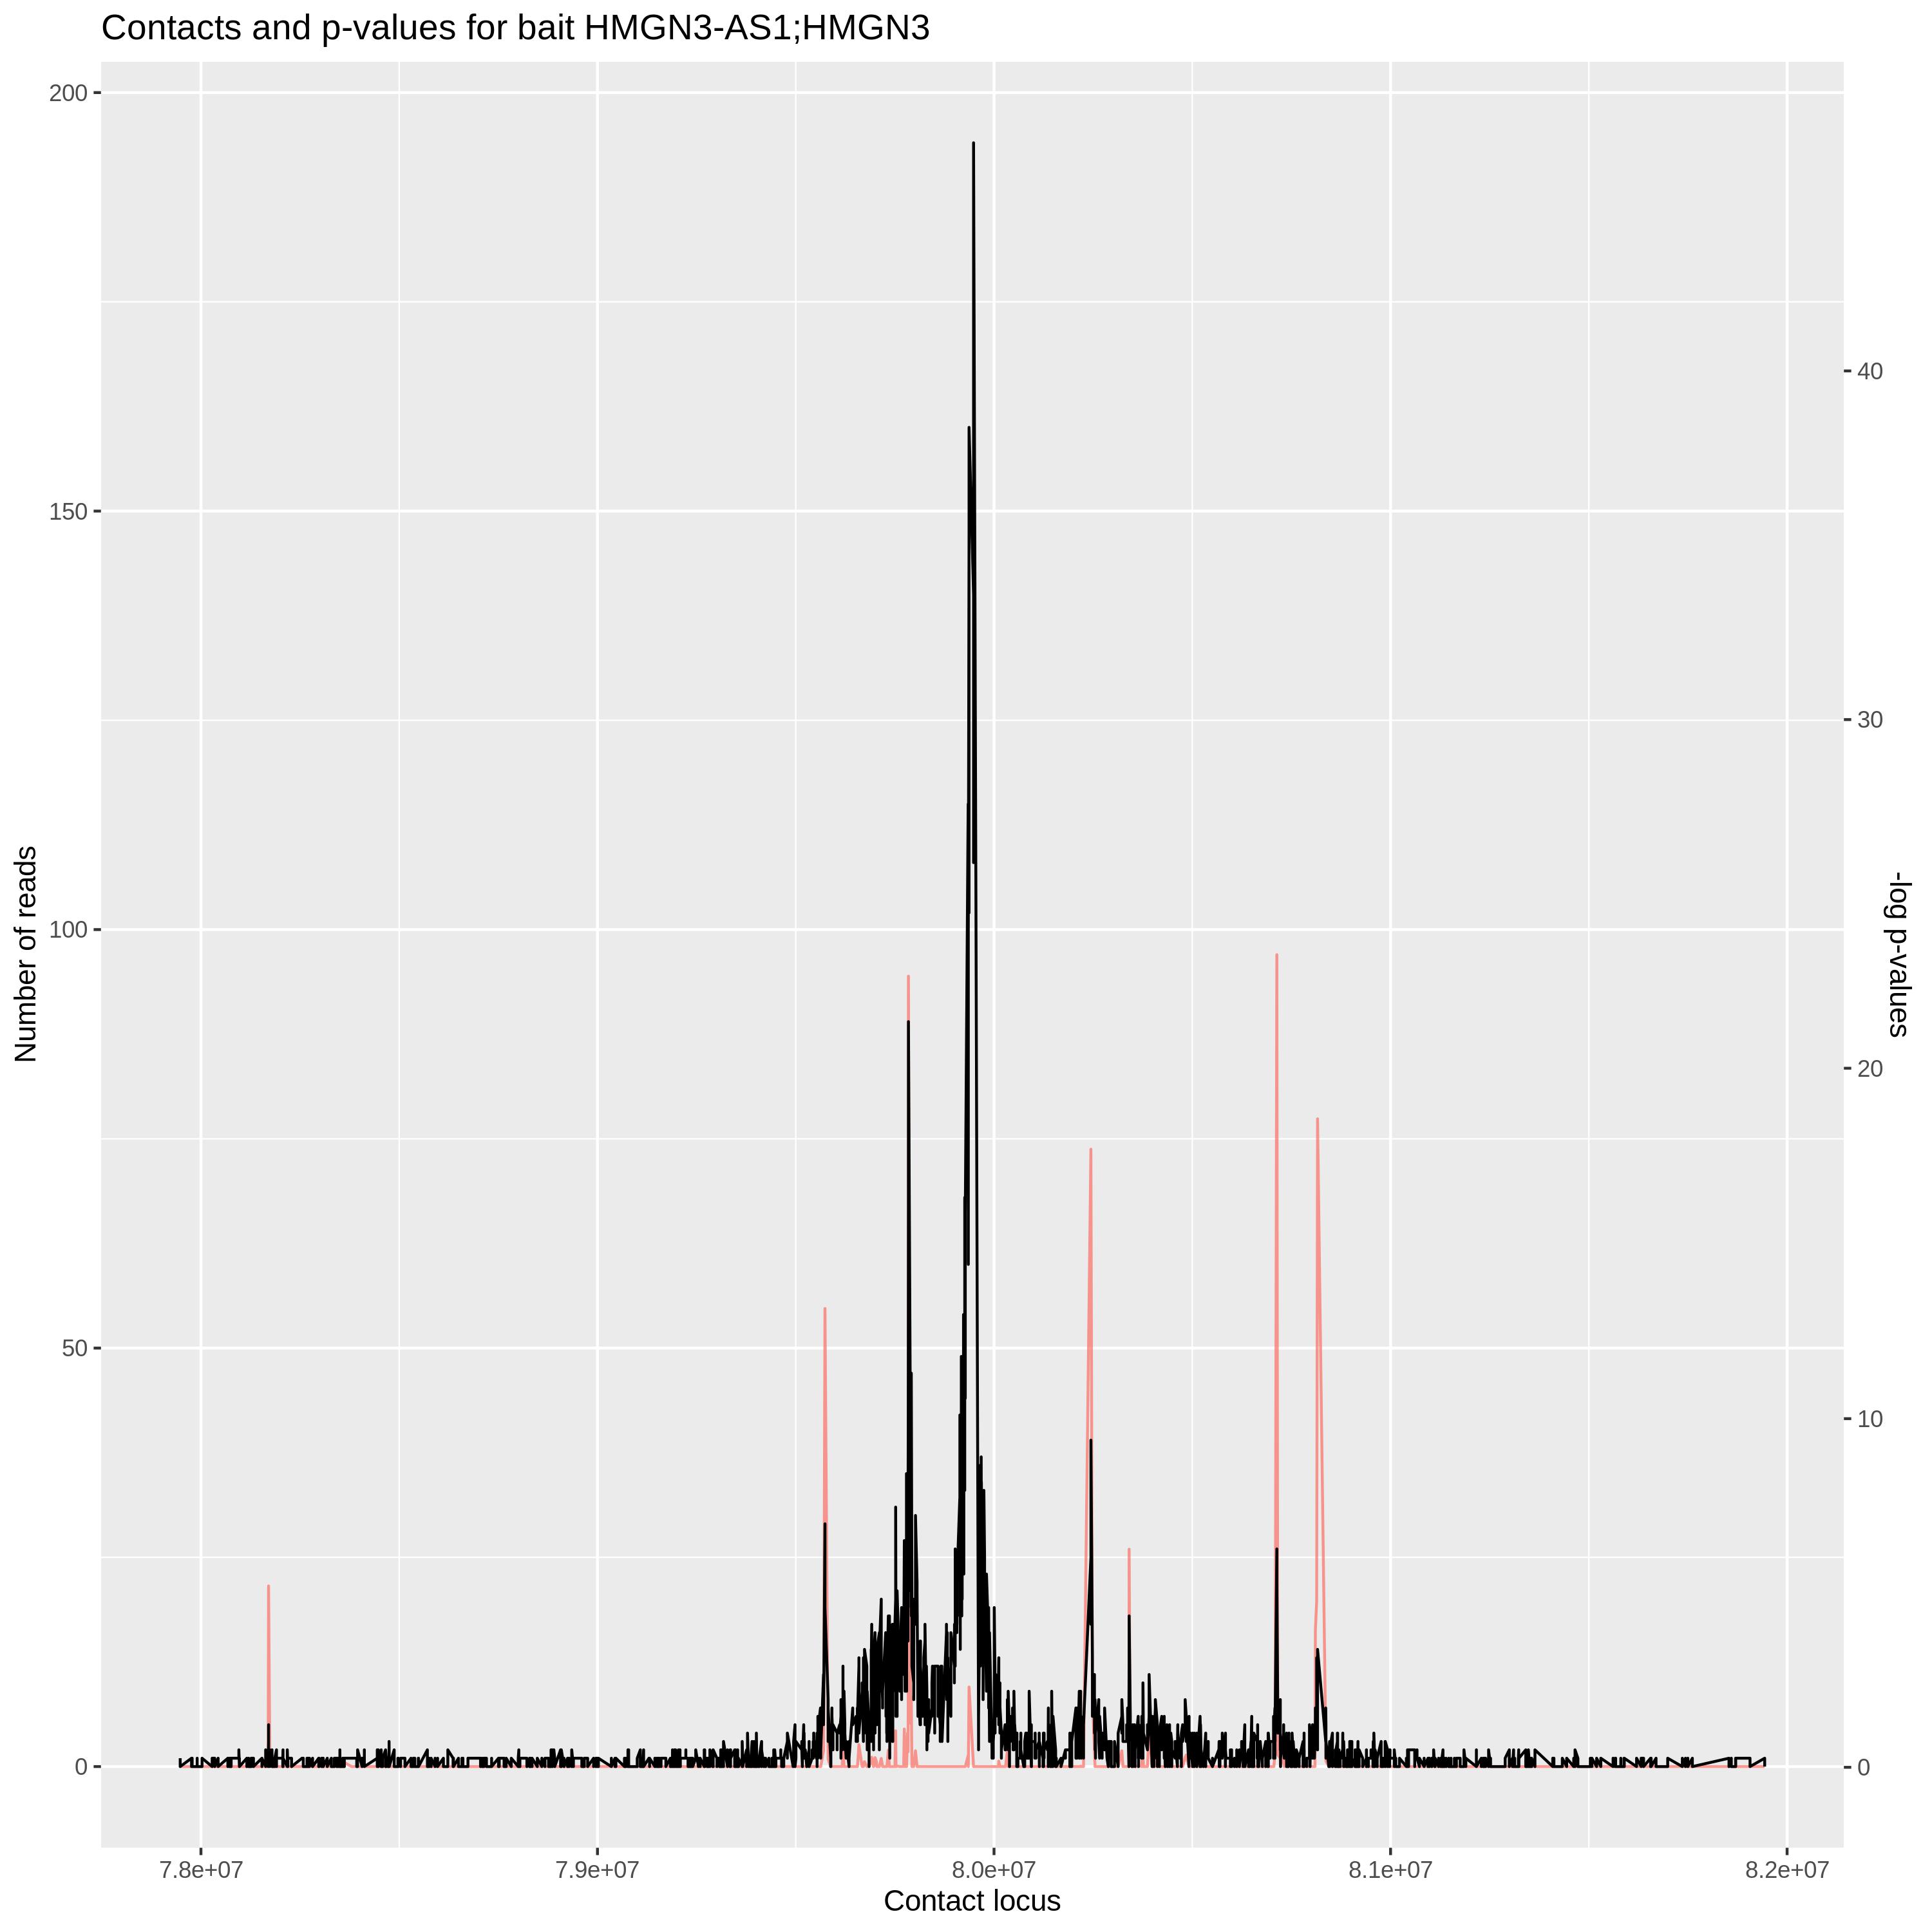 Contacts and p-values for bait HMGN3-AS1;HMGN3
200
150
100
50
0
Number of reads
40
30
20
10
0
-log p-values
7.8e+07 7.9e+07 8.0e+07 8.1e+07 8.2e+07
Contact locus